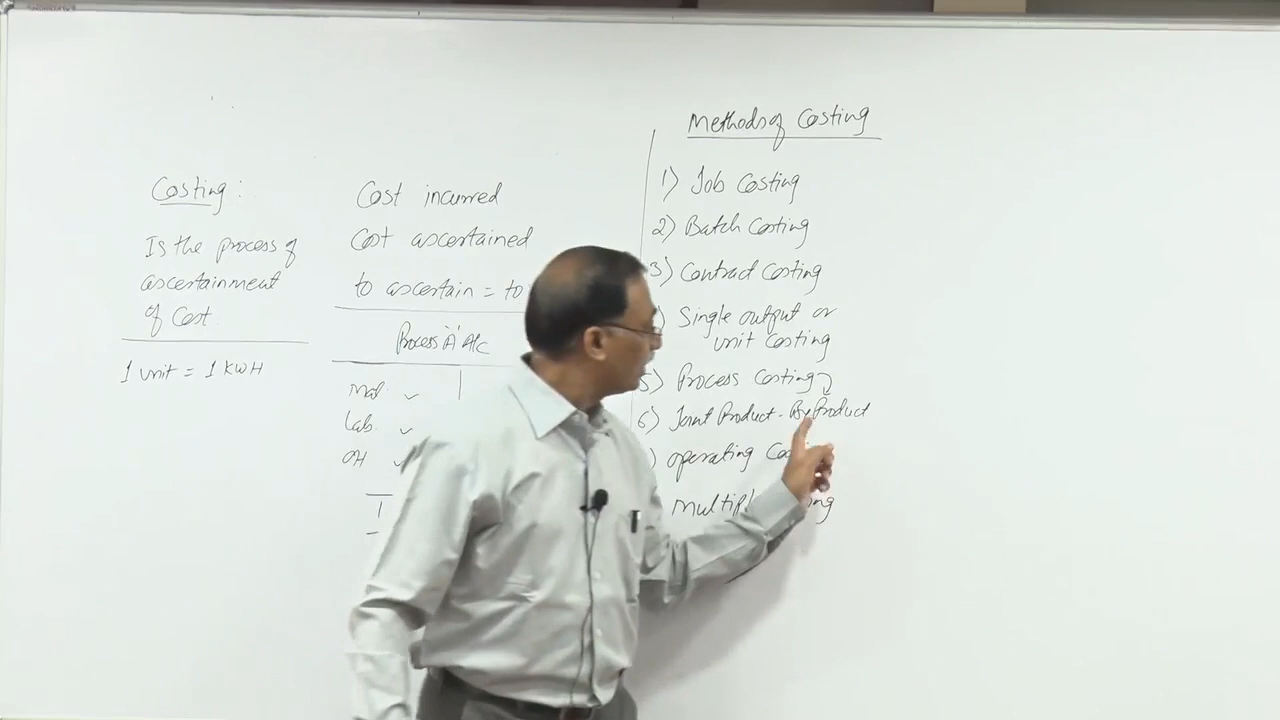 Costing :
Is the process of
ascertainment
of Cost
1 unit = 1 KWH
Cost incurred
Cost ascertained
to ascertain = to
Process 'A' A/C
Mat.
Lab.
OH
T
Methods of Costing
1) Job Costing
2) Batch Costing
3) Contract Costing
) Single output or
unit Costing
5) Process Costing
6) Joint Product - By Product
) Operating